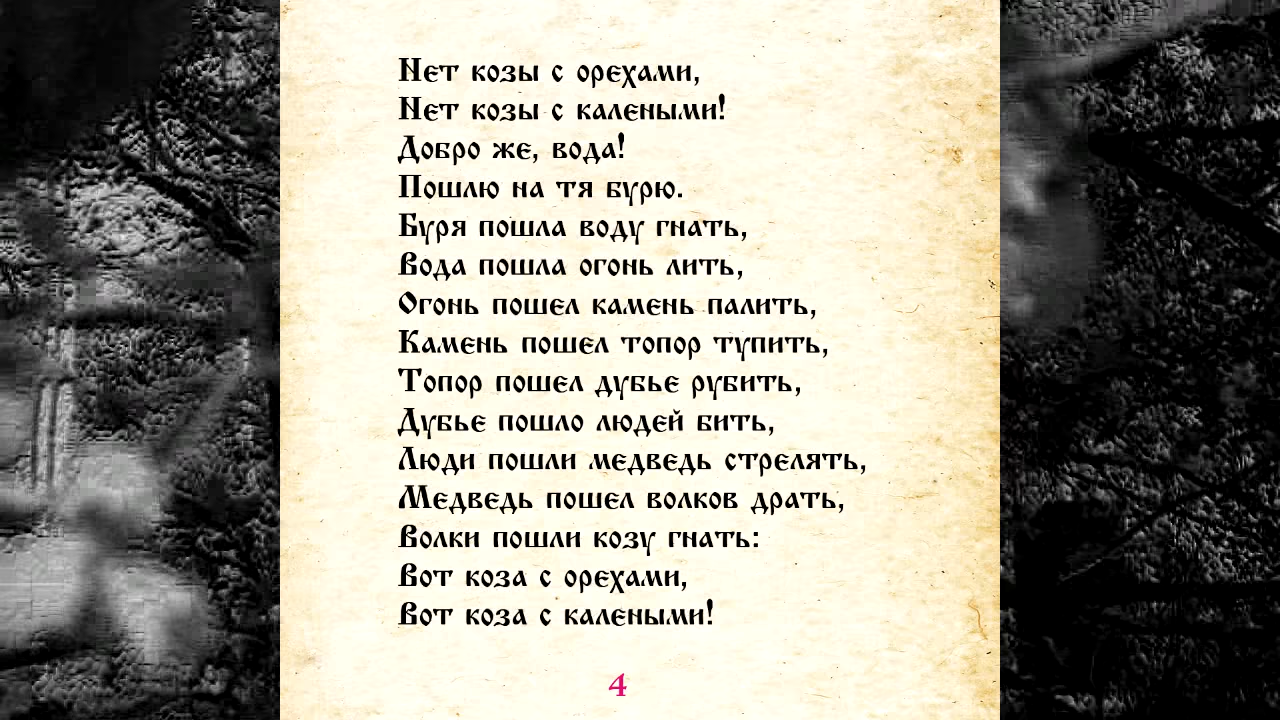 Нет козы с орехами,
Нет козы с калеными!
Добро же, вода!
Пошлю на тя бурю.
Буря пошла воду гнать,
Вода пошла огонь лить,
Огонь пошел камень палить,
Камень пошел топор тупить,
Топор пошел дубье рубить,
Дубье пошло людей бить,
Люди пошли медведь стрелять,
Медведь пошел волков драть,
Волки пошли козу гнать:
Вот коза с орехами,
Вот коза с калеными!
4